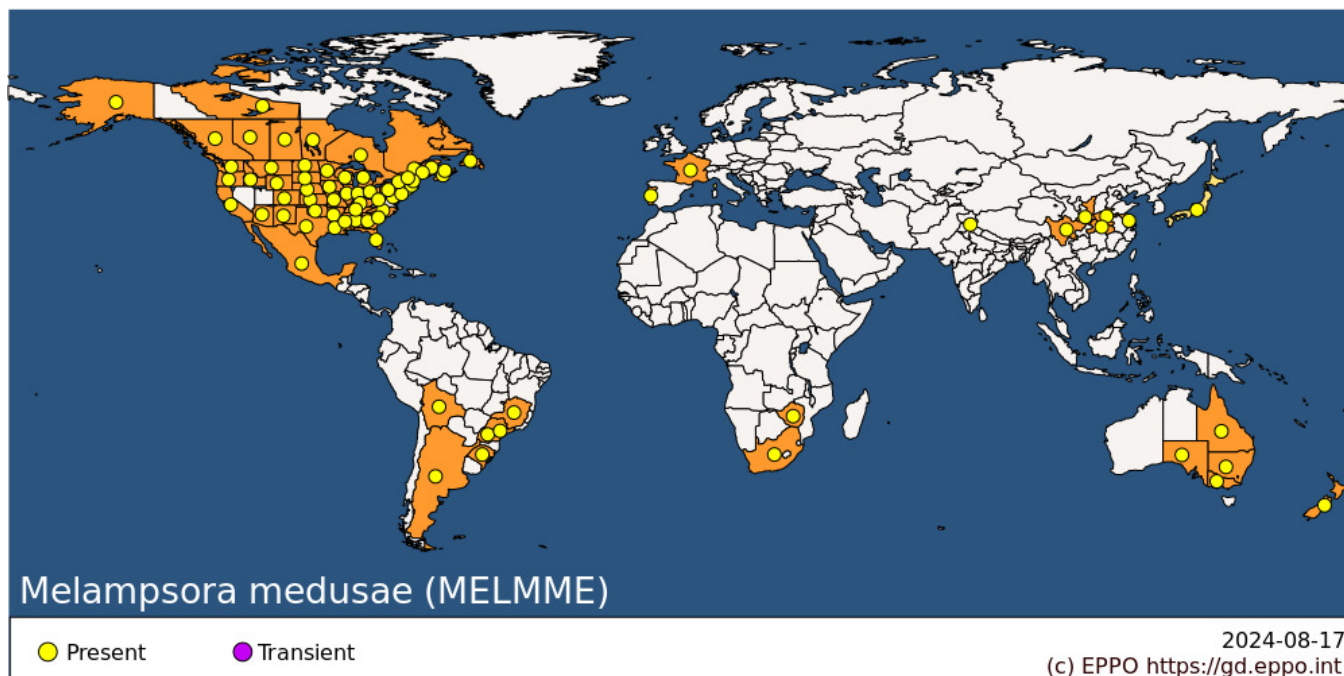 Melampsora medusae (MELMME)
Present
Transient
2024-08-17
(c) EPPO https://gd.eppo.int